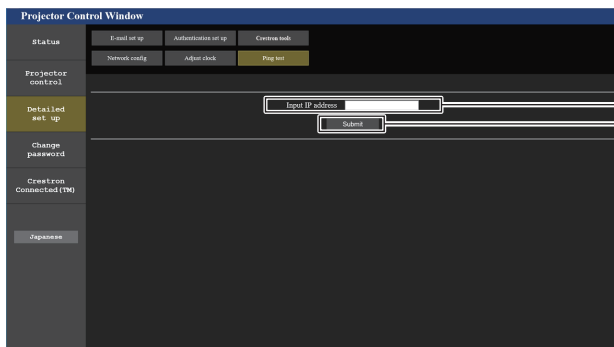 Projector Control Window
Status
E-mail set up
Authentication set up
Crestron tools
Network config
Adjust clock
Ping test
Projector
control
Detailed
set up
Input IP address
Submit
Change
password
Crestron
Connected(TM)
Japanese